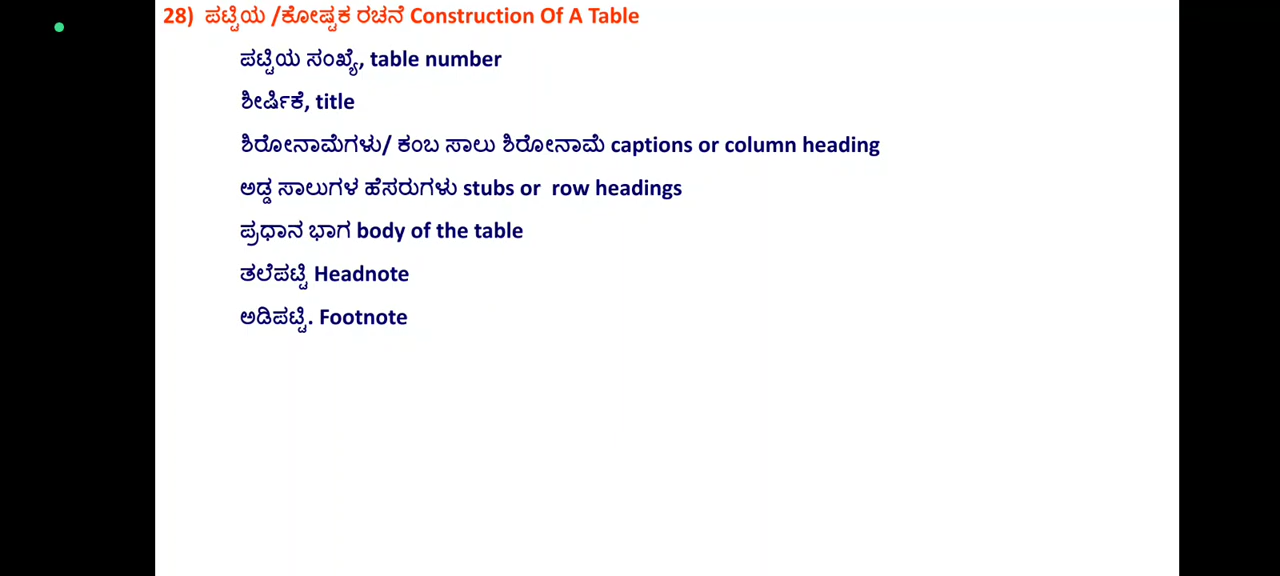 28) ಪಟ್ಟಿಯ /ಕೋಷ್ಟಕ ರಚನೆ Construction Of A Table
ಪಟ್ಟಿಯ ಸಂಖ್ಯೆ, table number
ಶೀರ್ಷಿಕೆ, title
ಶಿರೋನಾಮೆಗಳು/ ಕಂಬ ಸಾಲು ಶಿರೋನಾಮೆ captions or column heading
ಅಡ್ಡ ಸಾಲುಗಳ ಹೆಸರುಗಳು stubs or row headings
ಪ್ರಧಾನ ಭಾಗ body of the table
ತಲೆಪಟ್ಟಿ Headnote
ಅಡಿಪಟ್ಟಿ. Footnote